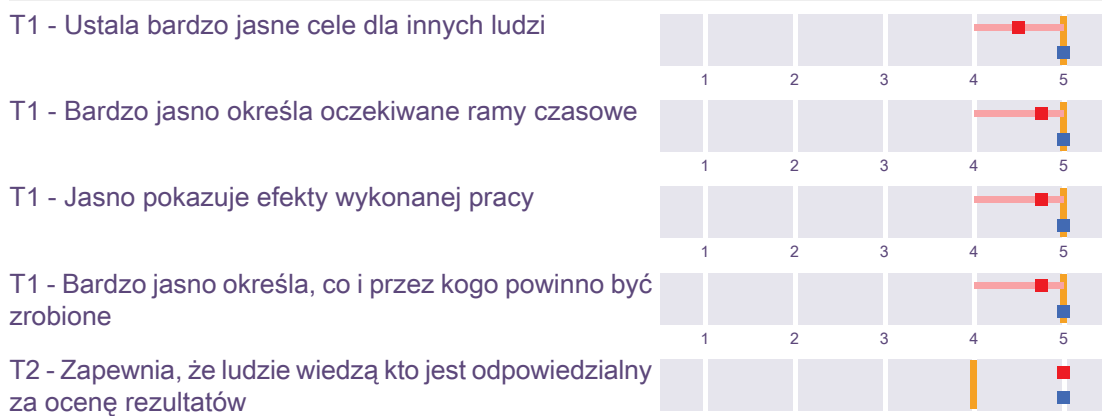 T1 - Ustala bardzo jasne cele dla innych ludzi
1 2 3 4 5
T1 - Bardzo jasno określa oczekiwane ramy czasowe
1 2 3 4 5
T1 - Jasno pokazuje efekty wykonanej pracy
1 2 3 4 5
T1 - Bardzo jasno określa, co i przez kogo powinno być
zrobione
1 2 3 4 5
T2 - Zapewnia, że ludzie wiedzą kto jest odpowiedzialny
za ocenę rezultatów